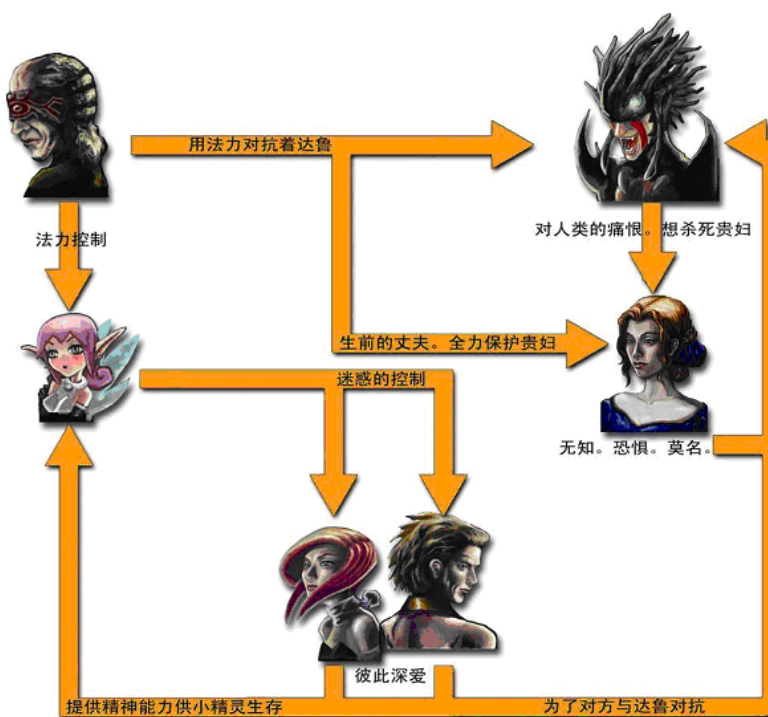 用法力对抗着达鲁
对人类的痛恨。想杀死贵妇
法力控制
生前的丈夫。全力保护贵妇
迷惑的控制
无知。恐惧。莫名。
彼此深爱
提供精神能力供小精灵生存
为了对方与达鲁对抗